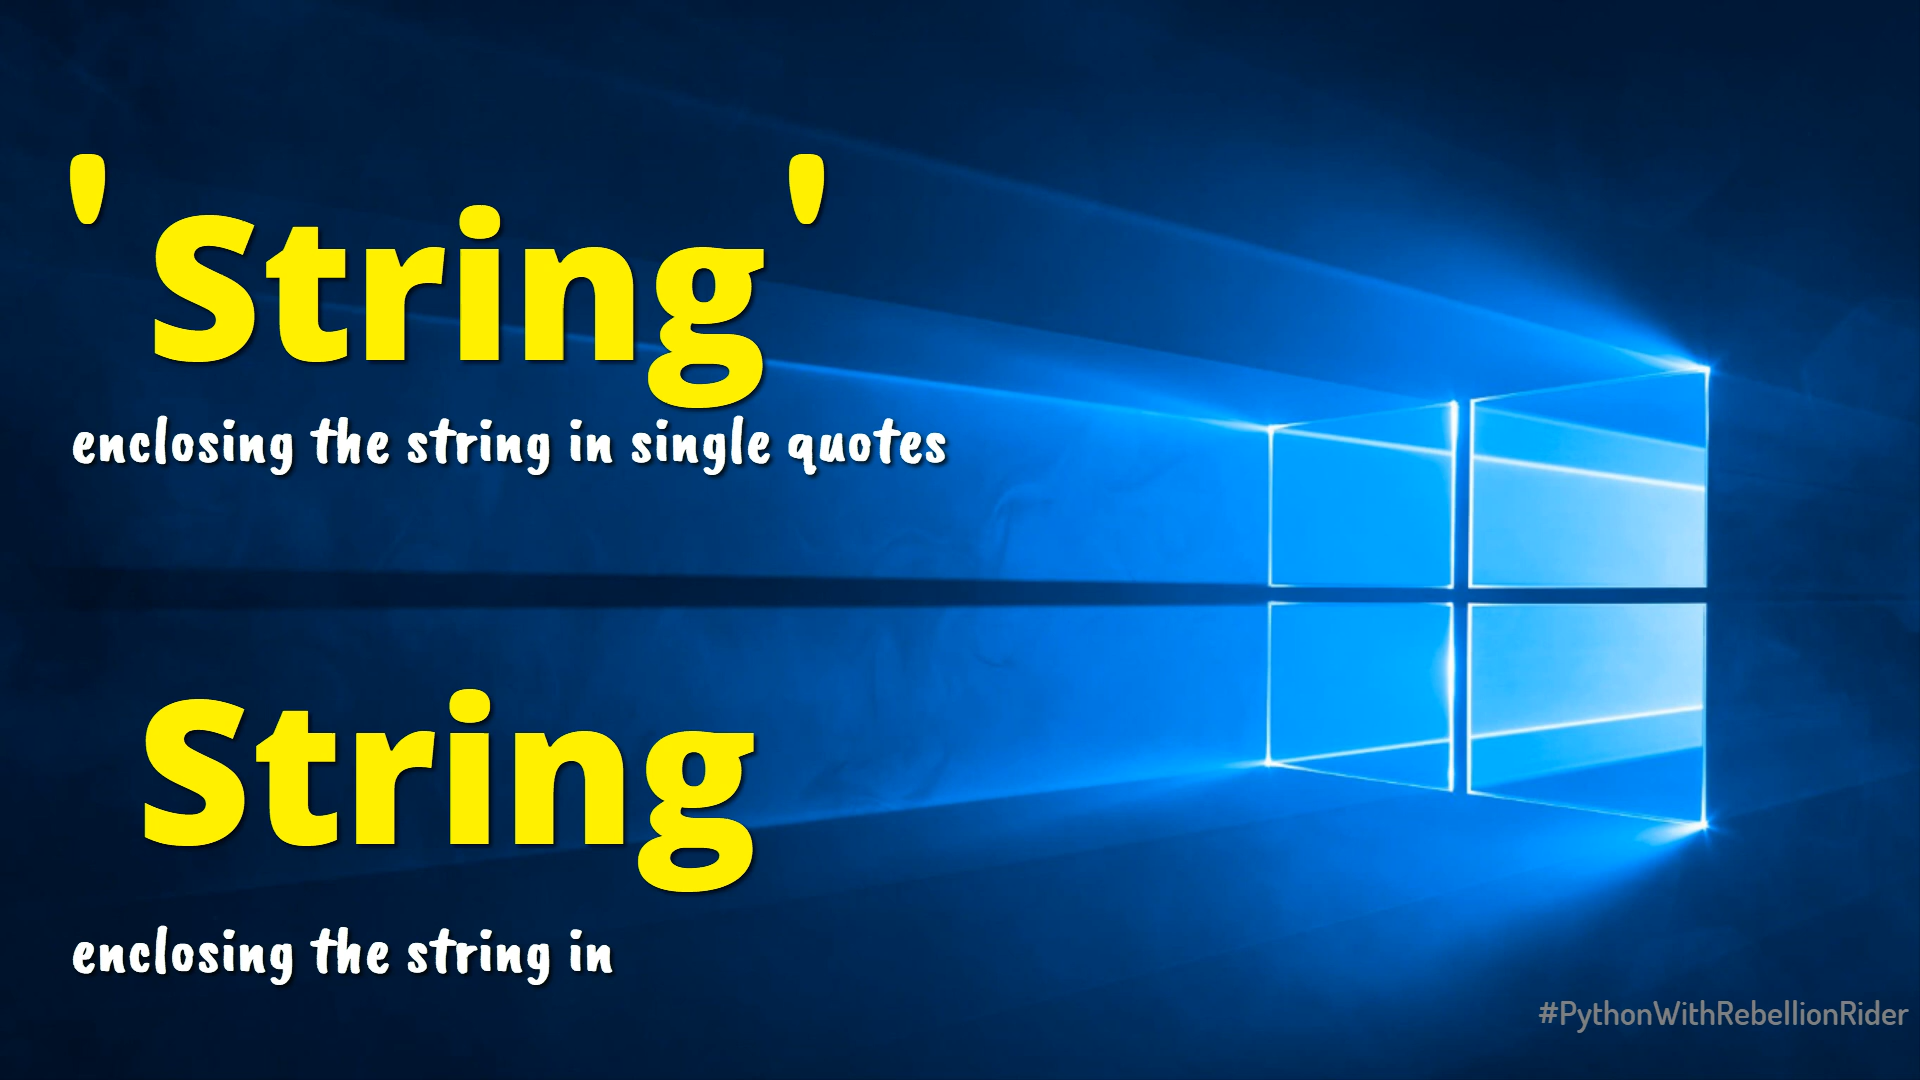 'String'
enclosing the string in single quotes
String
enclosing the string in
#PythonWithRebellionRider